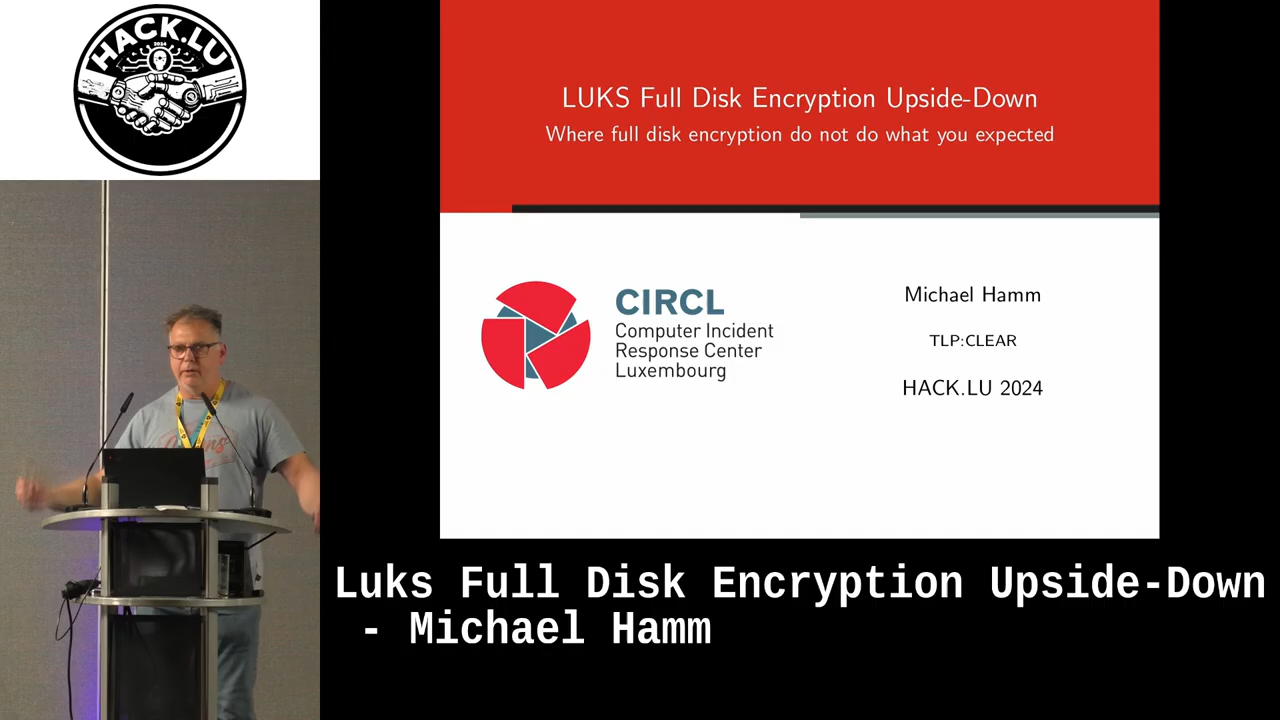 HACK.LU
2024
LUKS Full Disk Encryption Upside-Down
Where full disk encryption do not do what you expected
CIRCL
Computer Incident
Response Center
Luxembourg
Michael Hamm
TLP:CLEAR
HACK.LU 2024
Luks Full Disk Encryption Upside-Down
- Michael Hamm